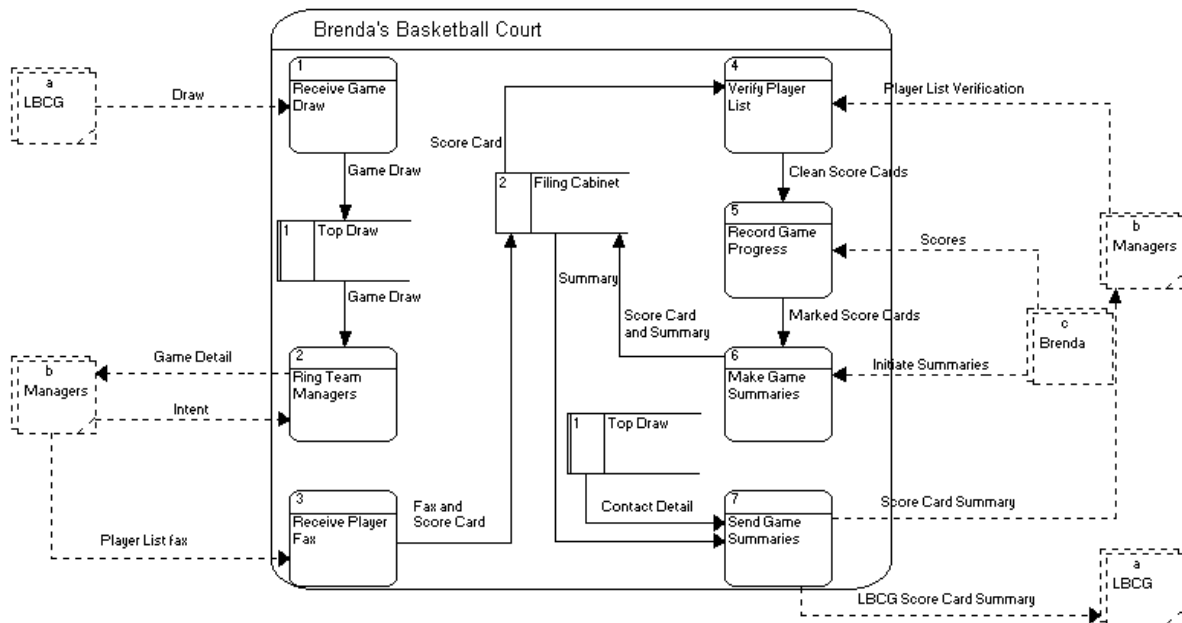 Brenda's Basketball Court
a
LBCG
Draw
1
Receive Game
Draw
Game Draw
1
Top Draw
Game Draw
b
Managers
Game Detail
Intent
2
Ring Team
Managers
Player List fax
3
Receive Player
Fax
Fax and
Score Card
Score Card
2
Filing Cabinet
Summary
Score Card
and Summary
4
Verify Player
List
Player List Verification
Clean Score Cards
5
Record Game
Progress
Scores
b
Managers
Marked Score Cards
c
Brenda
6
Make Game
Summaries
Initiate Summaries
1
Top Draw
Contact Detail
7
Send Game
Summaries
Score Card Summary
a
LBCG
LBCG Score Card Summary